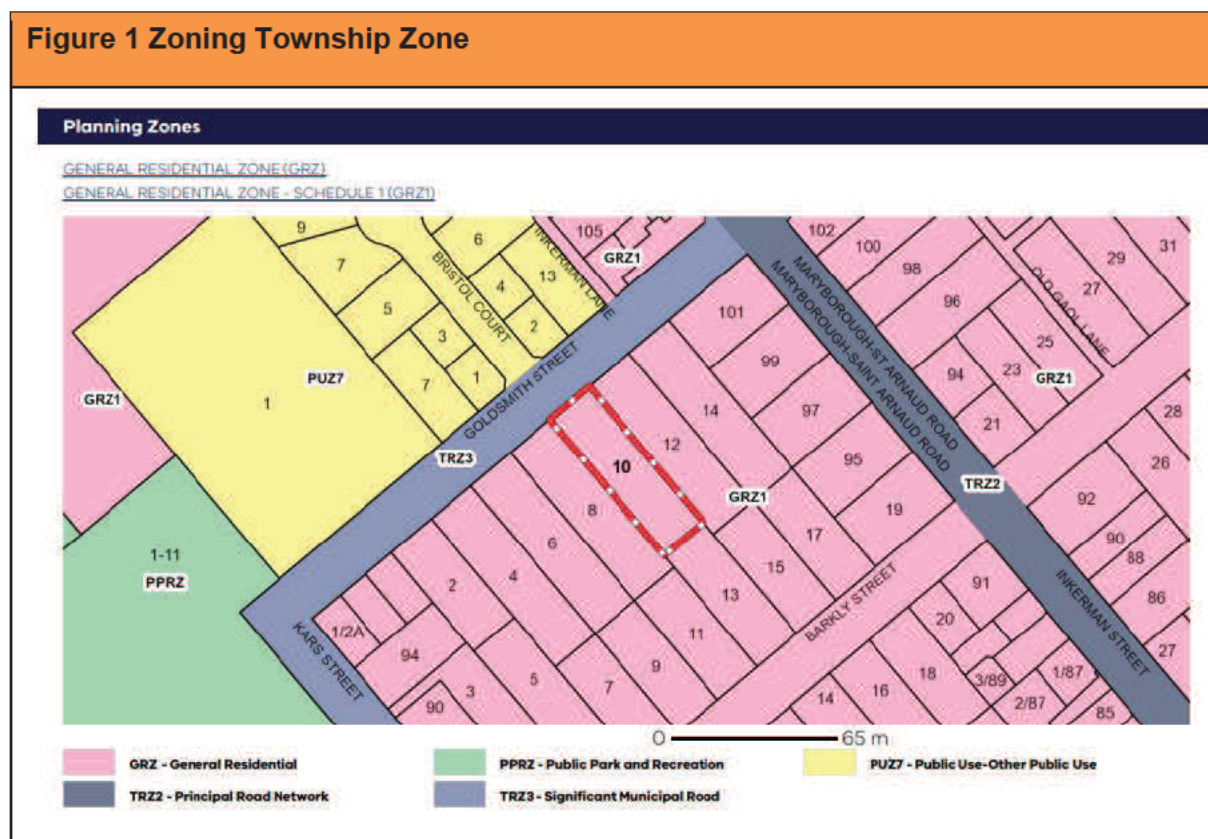 Figure 1 Zoning Township Zone
Planning Zones
GENERAL RESIDENTIAL ZONE (GRZ)
GENERAL RESIDENTIAL ZONE - SCHEDULE 1 (GRZ1)
9
7
5
3
7
1
BRISTOL COURT
6
4
13
2
INKERMAN LANE
105
GRZ1
102
100
98
96
94
23
25
21
GRZ1
OLD GAOL LANE
29
27
31
MARYBOROUGH-ST ARNAUD ROAD
MARYBOROUGH-SAINT ARNAUD ROAD
GRZ1
PUZ7
1
GOLDSMITH STREET
TRZ3
101
99
97
95
19
14
12
10
8
6
4
2
GRZ1
17
15
13
11
9
7
5
3
TRZ2
28
26
92
90
88
86
27
INKERMAN STREET
1-11
PPRZ
KARS STREET
1/2A
94
90
BARKLY STREET
91
20
18
16
14
3/89
1/87
2/87
85
0 65 m
GRZ - General Residential
PPRZ - Public Park and Recreation
PUZ7 - Public Use-Other Public Use
TRZ2 - Principal Road Network
TRZ3 - Significant Municipal Road